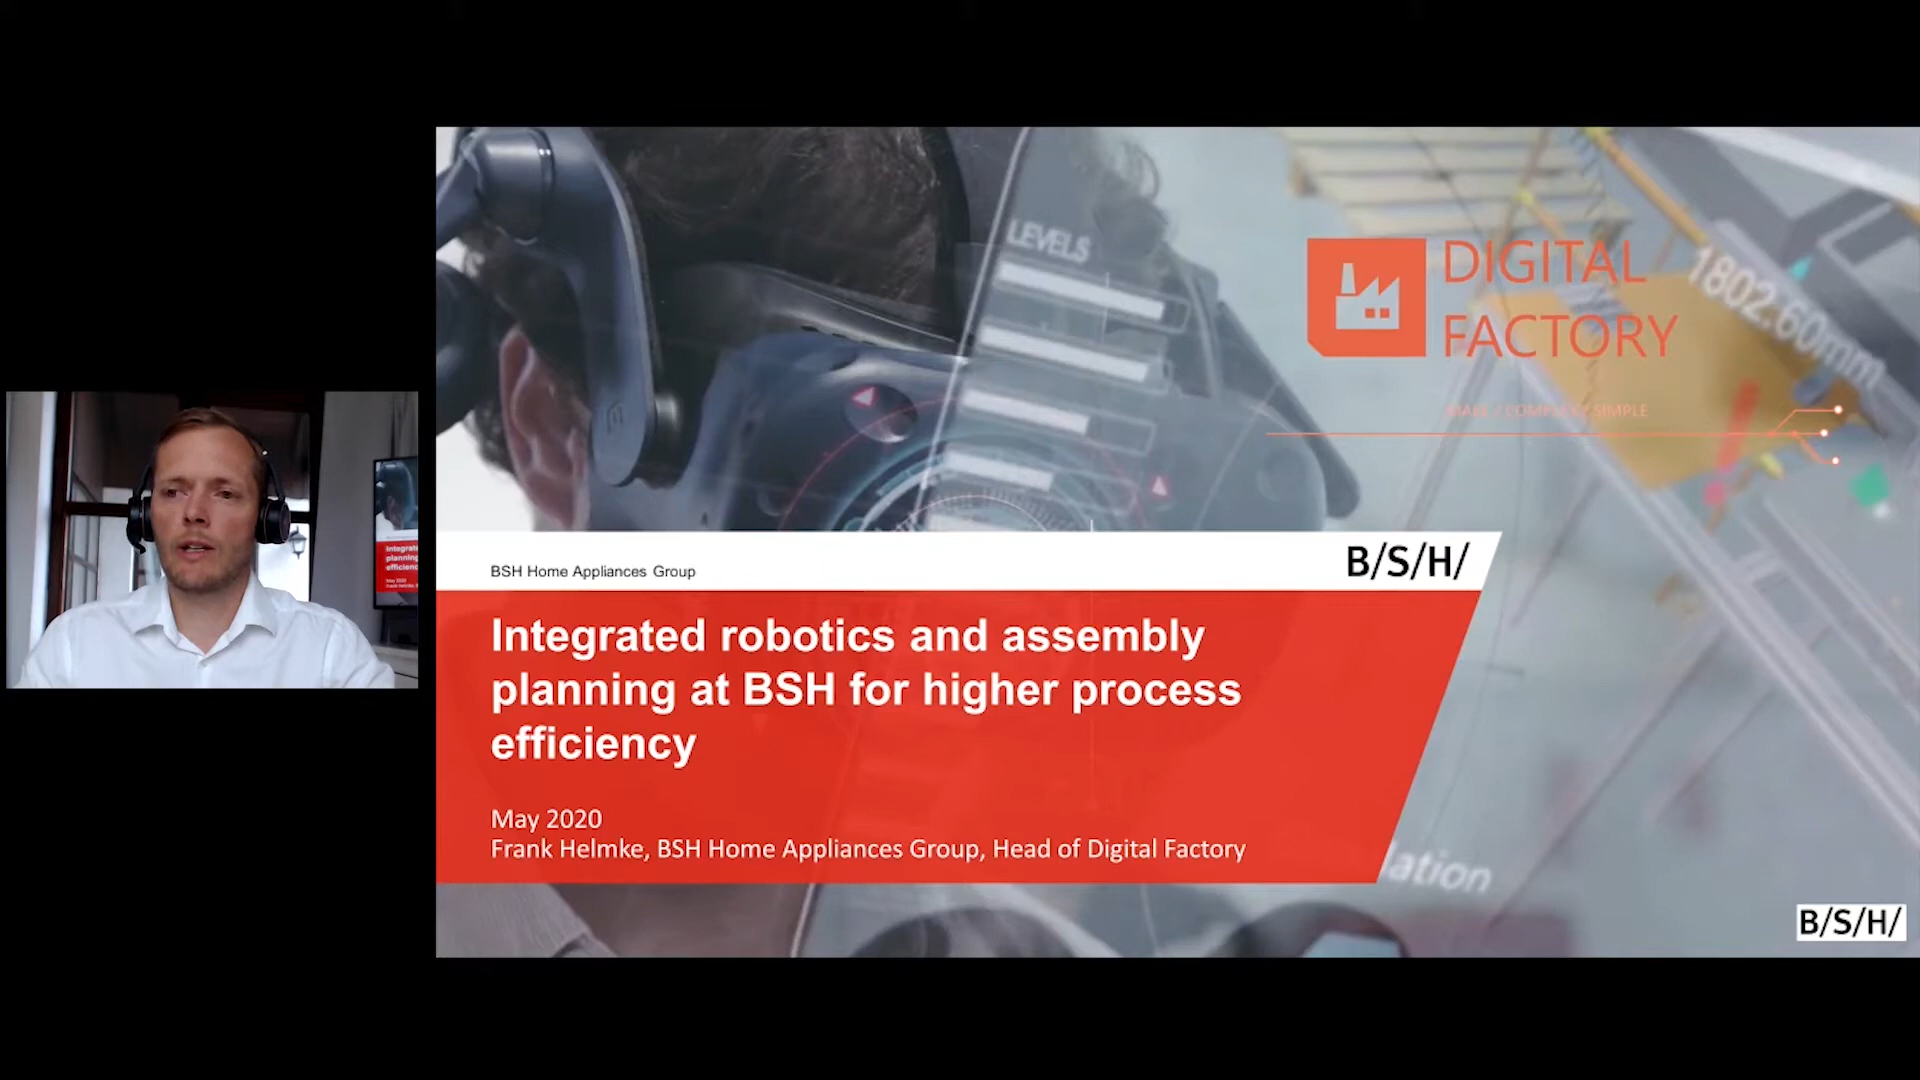 LEVELS
DIGITAL
FACTORY
1802.60mm
SIMPLE
BSH Home Appliances Group
B/S/H/
Integrated robotics and assembly
planning at BSH for higher process
efficiency
May 2020
Frank Helmke, BSH Home Appliances Group, Head of Digital Factory
lation
B/S/H/